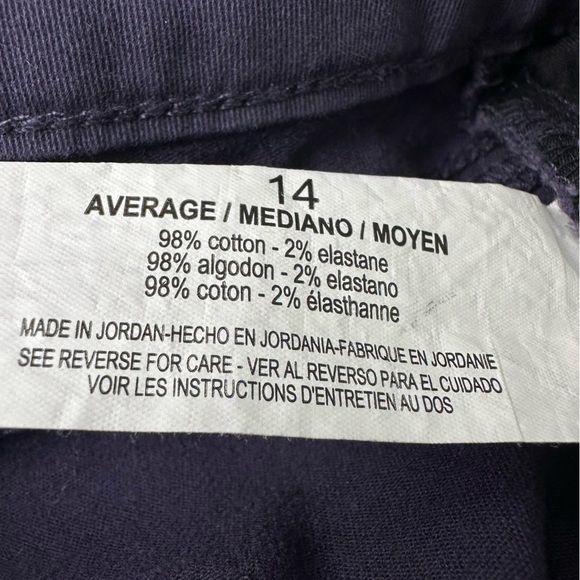 14
AVERAGE / MEDIANO / MOYEN
98% cotton - 2% elastane
98% algodon - 2% elastano
98% coton - 2% élasthanne
MADE IN JORDAN-HECHO EN JORDANIA-FABRIQUE EN JORDANIE
SEE REVERSE FOR CARE - VER AL REVERSO PARA EL CUIDADO
VOIR LES INSTRUCTIONS D'ENTRETIEN AU DOS